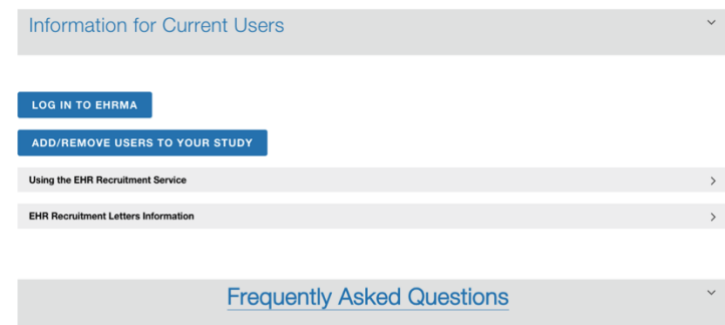 Information for Current Users
LOG IN TO EHRMA
ADD/REMOVE USERS TO YOUR STUDY
Using the EHR Recruitment Service
EHR Recruitment Letters Information
Frequently Asked Questions